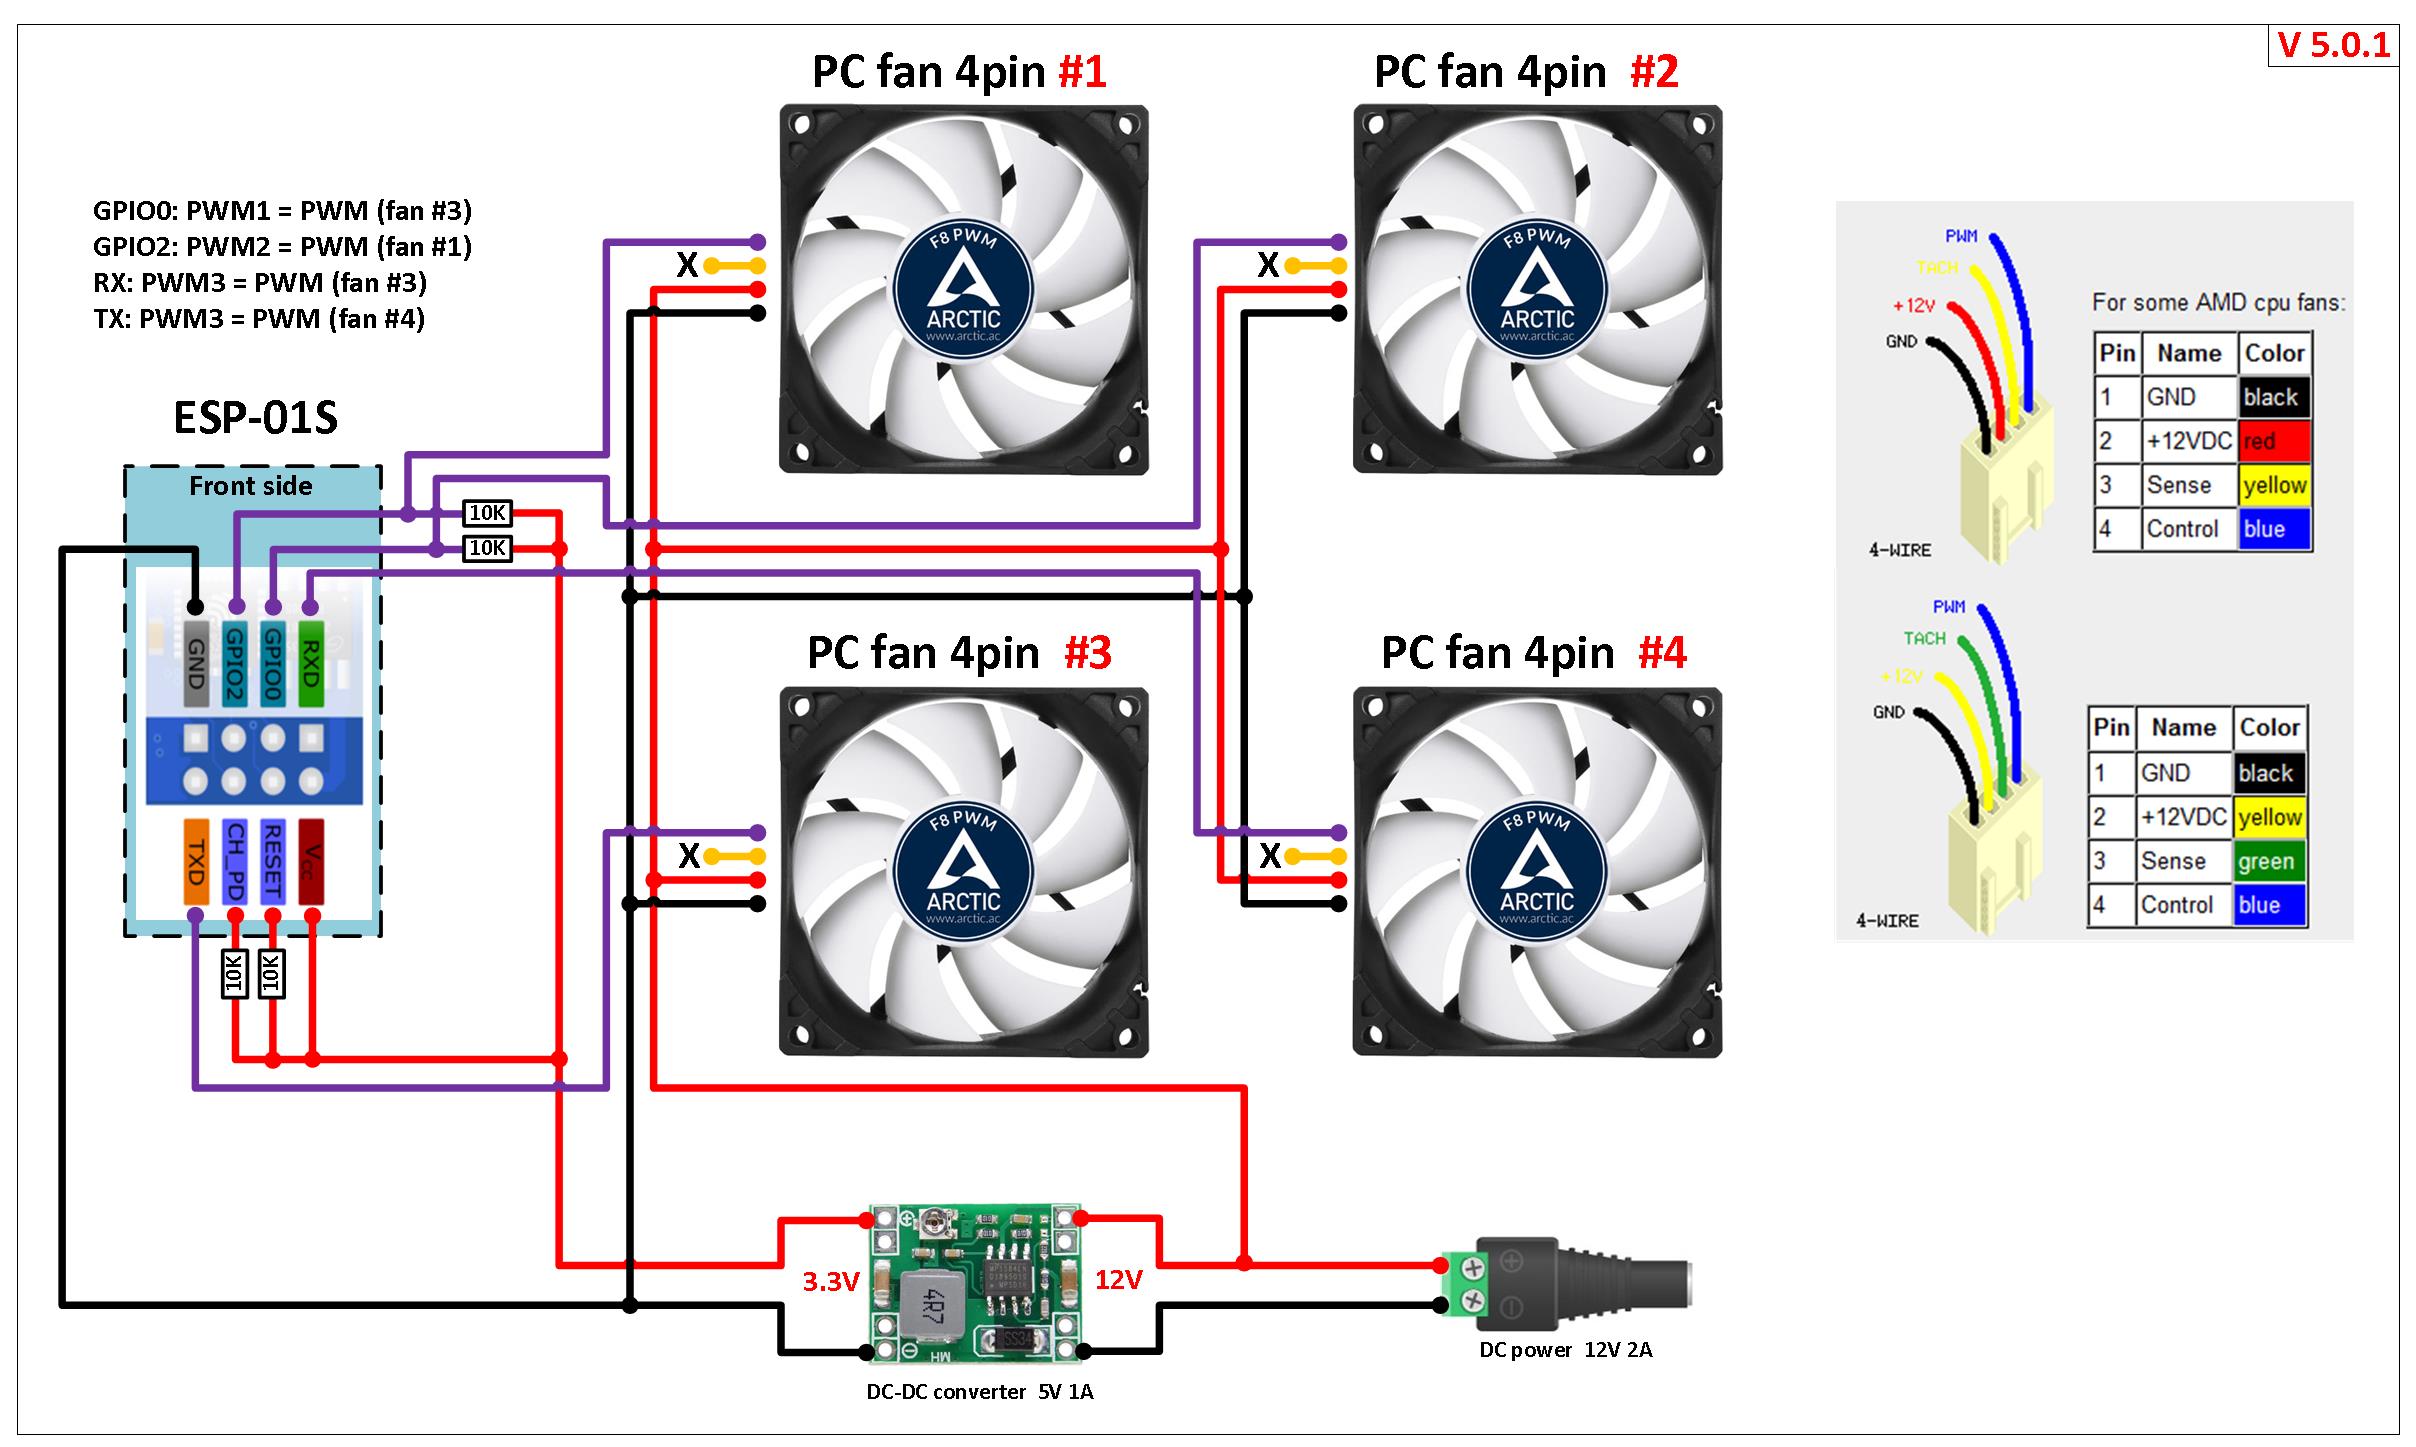 V 5.0.1
PC fan 4pin #1
PC fan 4pin #2
GPIO0: PWM1 = PWM (fan #3)
GPIO2: PWM2 = PWM (fan #1)
RX: PWM3 = PWM (fan #3)
TX: PWM3 = PWM (fan #4)
X
F8 PWM
ARCTIC
www.arctic.ac
X
F8 PWM
ARCTIC
www.arctic.ac
PWM
TACH
+12V
GND
4-WIRE
For some AMD cpu fans:
Pin Name Color
1 GND black
2 +12VDC red
3 Sense yellow
4 Control blue
ESP-01S
Front side
10K
10K
GND
GPIO2
GPIO0
RXD
TXD
CH_PD
RESET
Vcc
10K
10K
PC fan 4pin #3
PC fan 4pin #4
X
F8 PWM
ARCTIC
www.arctic.ac
X
F8 PWM
ARCTIC
www.arctic.ac
PWM
TACH
+12V
GND
4-WIRE
Pin Name Color
1 GND black
2 +12VDC yellow
3 Sense green
4 Control blue
3.3V
4R7
SS34
MH
12V
DC-DC converter 5V 1A
DC power 12V 2A